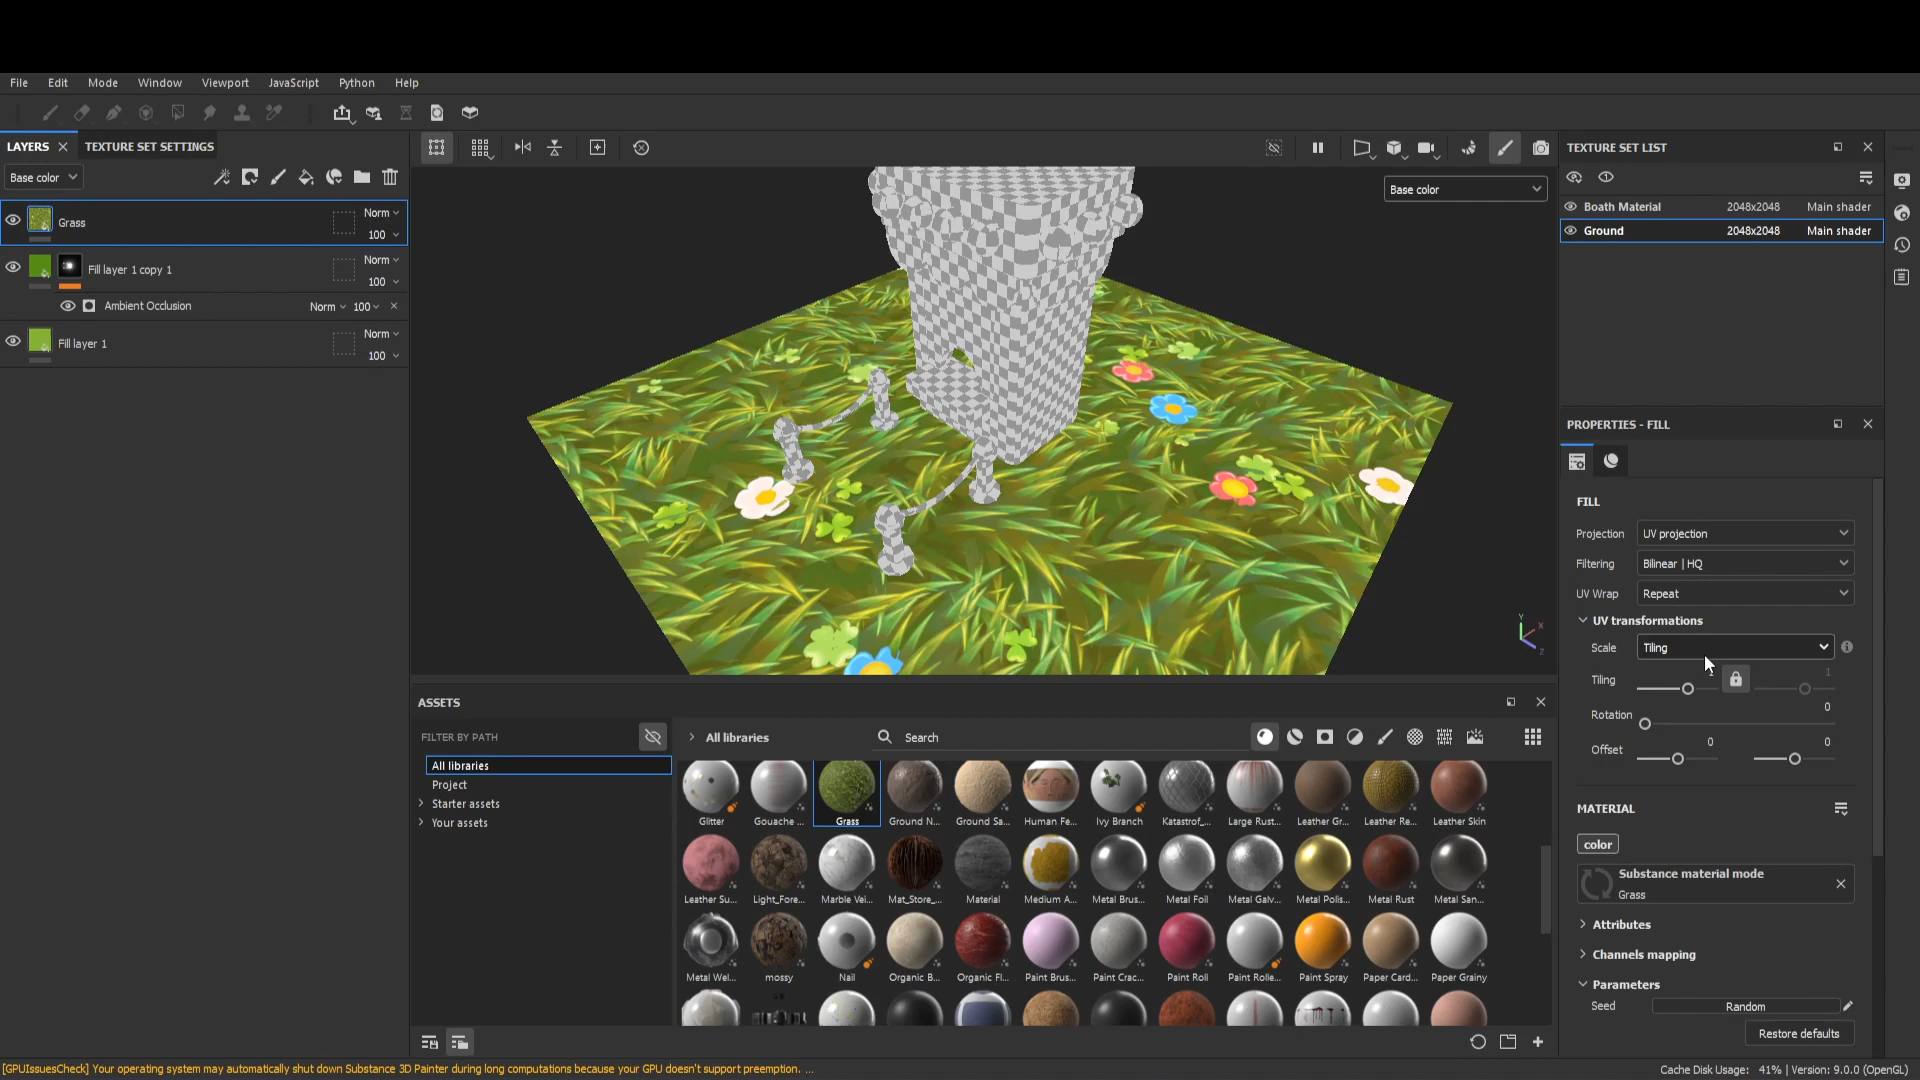 File Edit Mode Window Viewport JavaScript Python Help
LAYERS TEXTURE SET SETTINGS
Base color
Grass Norm 100
Fill layer 1 copy 1 Norm 100
Ambient Occlusion Norm 100
Fill layer 1 Norm 100
Base color
Y
X
Z
TEXTURE SET LIST
Boath Material 2048x2048 Main shader
Ground 2048x2048 Main shader
PROPERTIES - FILL
FILL
Projection UV projection
Filtering Bilinear | HQ
UV Wrap Repeat
UV transformations
Scale Tiling
Tiling 1 1
Rotation 0
Offset 0 0
MATERIAL
color
Substance material mode
Grass
Attributes
Channels mapping
Parameters
Seed Random
Restore defaults
ASSETS
FILTER BY PATH
All libraries
Project
Starter assets
Your assets
All libraries Search
Glitter Gouache ... Grass Ground N... Ground Sa... Human Fe... Ivy Branch Katastrof_... Large Rust... Leather Gr... Leather Re... Leather Skin
Leather Su... Light_Fore... Marble Vei... Mat_Store_... Material Medium A... Metal Brus... Metal Foil Metal Galv... Metal Polis... Metal Rust Metal San...
Metal Wel... mossy Nail Organic B... Organic Fl... Paint Brus... Paint Crac... Paint Roll Paint Rolle... Paint Spray Paper Card... Paper Grainy
[GPUIssuesCheck] Your operating system may automatically shut down Substance 3D Painter during long computations because your GPU doesn't support preemption. ...
Cache Disk Usage: 41% | Version: 9.0.0 (OpenGL)